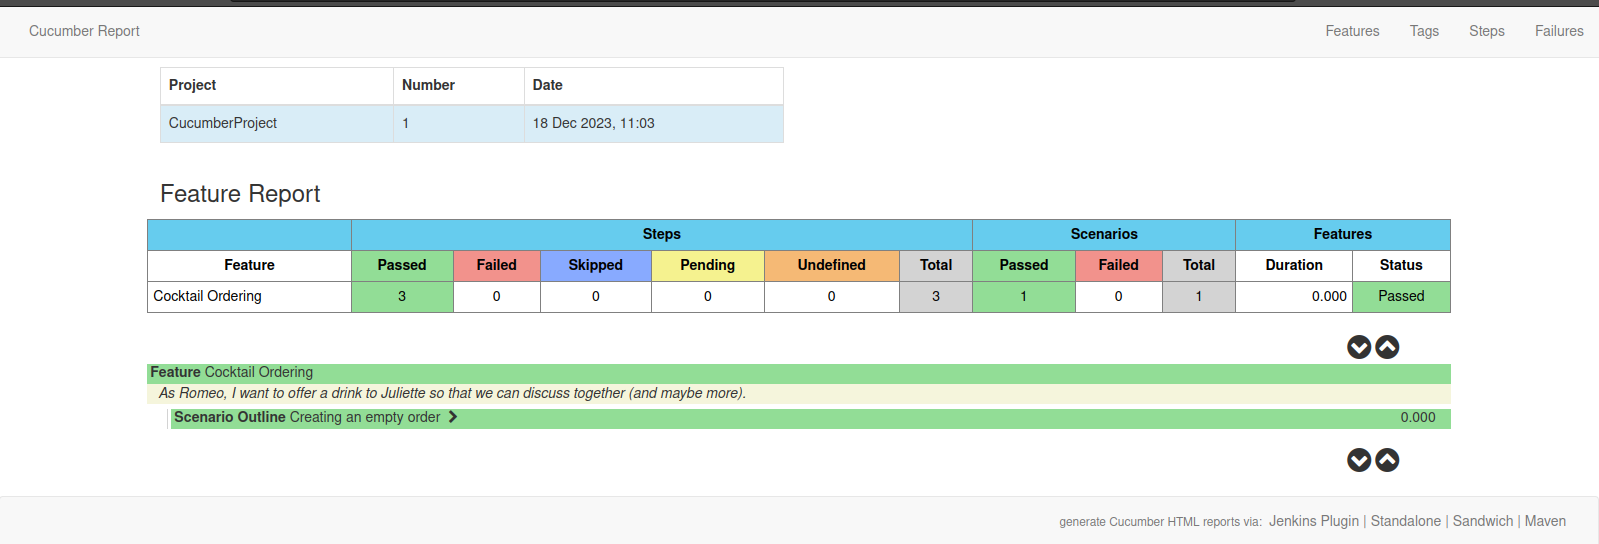 Cucumber Report Features Tags Steps Failures
Project Number Date
CucumberProject 1 18 Dec 2023, 11:03
Feature Report
Steps Scenarios Features
Feature Passed Failed Skipped Pending Undefined Total Passed Failed Total Duration Status
Cocktail Ordering 3 0 0 0 0 3 1 0 1 0.000 Passed
Feature Cocktail Ordering
As Romeo, I want to offer a drink to Juliette so that we can discuss together (and maybe more).
Scenario Outline Creating an empty order 0.000
generate Cucumber HTML reports via: Jenkins Plugin | Standalone | Sandwich | Maven